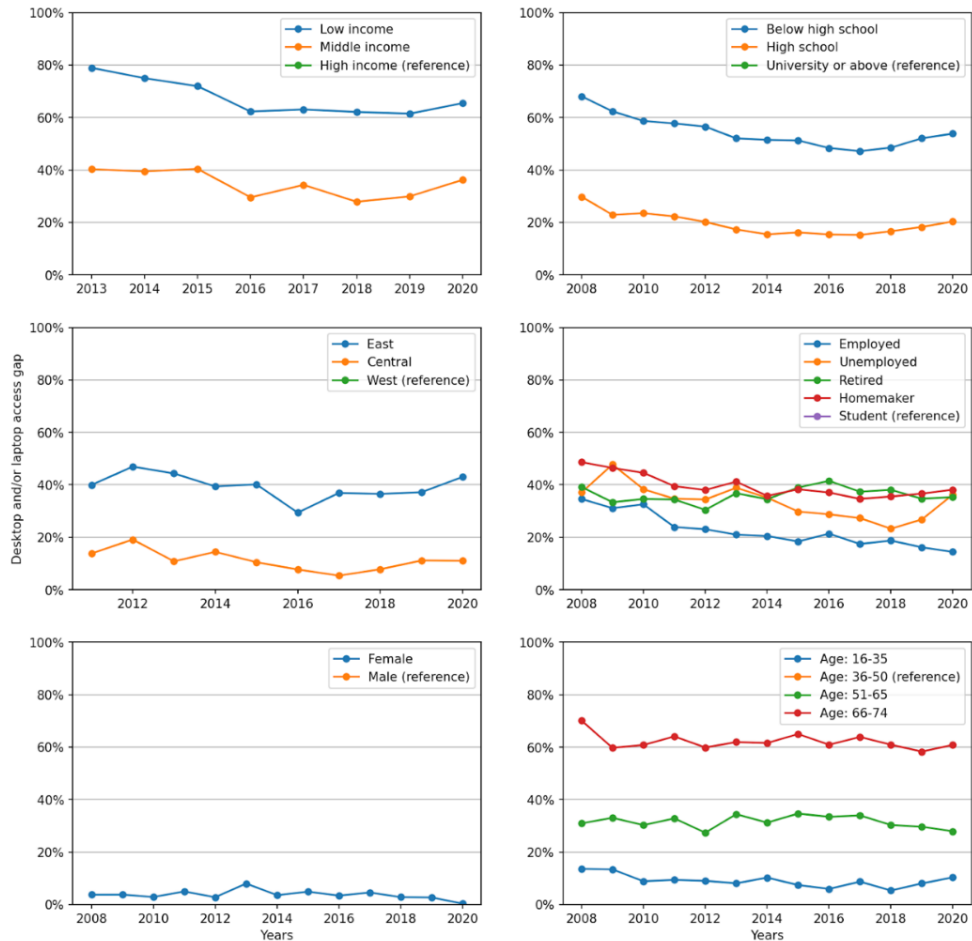 Desktop and/or laptop access gap
100%
80%
60%
40%
20%
0%
Low income
Middle income
High income (reference)
2013 2014 2015 2016 2017 2018 2019 2020
100%
80%
60%
40%
20%
0%
Below high school
High school
University or above (reference)
2008 2010 2012 2014 2016 2018 2020
100%
80%
60%
40%
20%
0%
East
Central
West (reference)
2012 2014 2016 2018 2020
100%
80%
60%
40%
20%
0%
Employed
Unemployed
Retired
Homemaker
Student (reference)
2008 2010 2012 2014 2016 2018 2020
100%
80%
60%
40%
20%
0%
Female
Male (reference)
2008 2010 2012 2014 2016 2018 2020
Years
100%
80%
60%
40%
20%
0%
Age: 16-35
Age: 36-50 (reference)
Age: 51-65
Age: 66-74
2008 2010 2012 2014 2016 2018 2020
Years